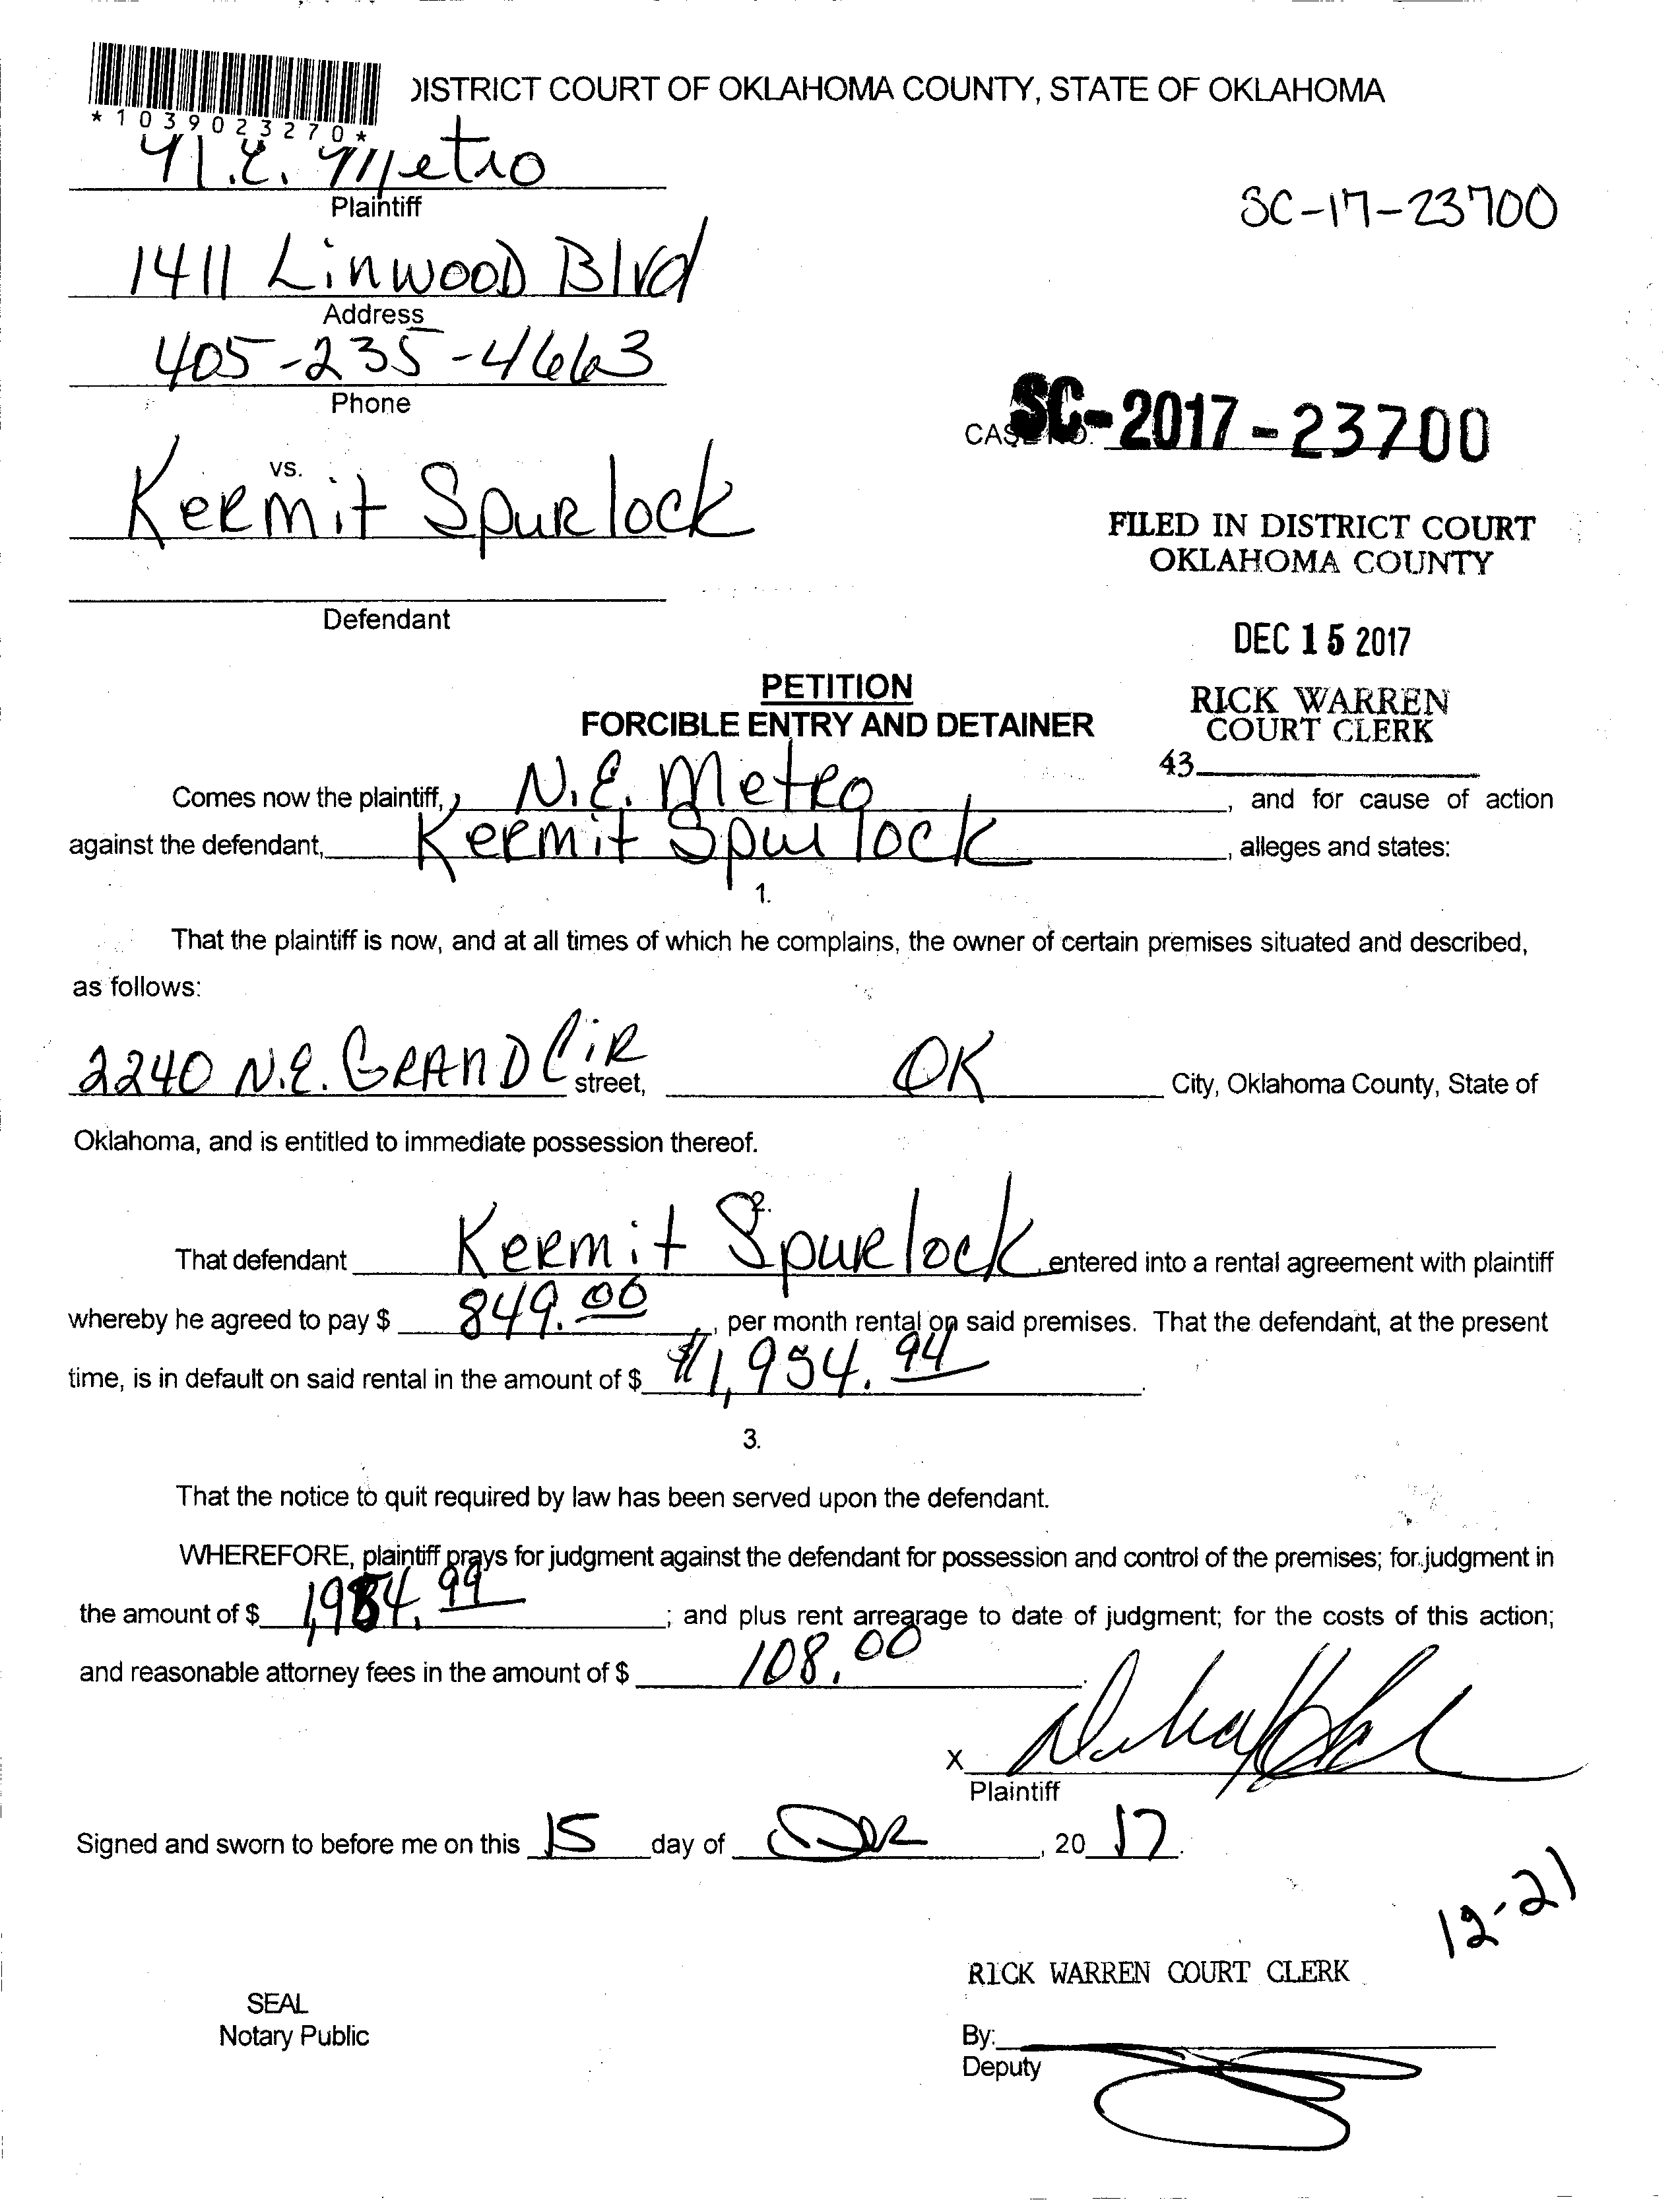 *1039023270*
DISTRICT COURT OF OKLAHOMA COUNTY, STATE OF OKLAHOMA
N.E. Metro
Plaintiff
SC-17-23700
1411 Linwood Blvd
Address
405-235-4663
Phone
CASE NO. SC-2017-23700
vs.
Kermit Spurlock
FILED IN DISTRICT COURT
OKLAHOMA COUNTY
Defendant
DEC 15 2017
PETITION
RICK WARREN
FORCIBLE ENTRY AND DETAINER
COURT CLERK
43
Comes now the plaintiff, N.E. Metro, and for cause of action
against the defendant, Kermit Spurlock, alleges and states:
1.
That the plaintiff is now, and at all times of which he complains, the owner of certain premises situated and described,
as follows:
2240 N.E. GRAND CiR street, OK City, Oklahoma County, State of
Oklahoma, and is entitled to immediate possession thereof.
2.
That defendant Kermit Spurlock, entered into a rental agreement with plaintiff
whereby he agreed to pay $ 849.00, per month rental on said premises. That the defendant, at the present
time, is in default on said rental in the amount of $ $1,954.94.
3.
That the notice to quit required by law has been served upon the defendant.
WHEREFORE, plaintiff prays for judgment against the defendant for possession and control of the premises; for judgment in
the amount of $ 1,954.99; and plus rent arrearage to date of judgment; for the costs of this action;
and reasonable attorney fees in the amount of $ 108.00.
X
Plaintiff
Signed and sworn to before me on this 15 day of Dec, 20 17.
12-21
RICK WARREN COURT CLERK
SEAL
Notary Public
By:
Deputy